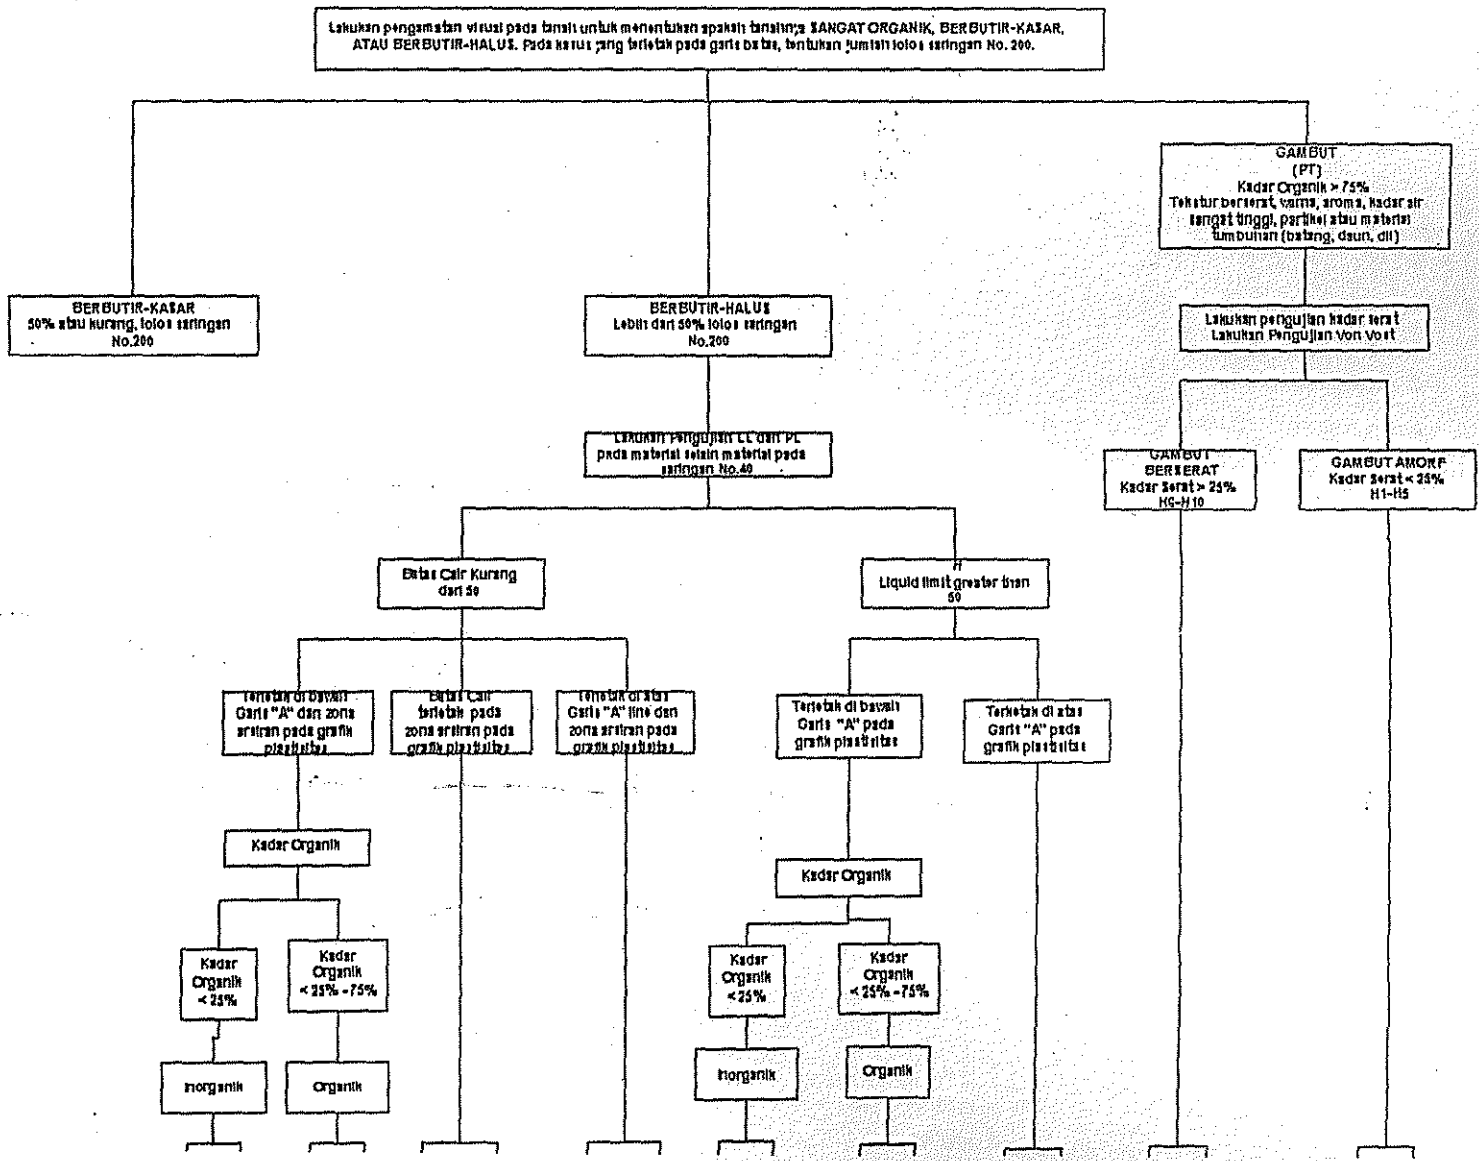 Lakukan pengamatan visual pada tanah untuk menentukan apakah tanahnya SANGAT ORGANIK, BERBUTIR-KASAR,
ATAU BERBUTIR-HALUS. Pada kasus yang terletak pada garis batas, tentukan jumlah lolos saringan No. 200.
GAMBUT
(PT)
Kadar Organik > 75%
Tekstur berserat, warna, aroma, kadar air
sangat tinggi, partikel atau material
tumbuhan (batang, daun, dll)
BERBUTIR-KASAR
50% atau kurang, lolos saringan
No.200
BERBUTIR-HALUS
Lebih dari 50% lolos saringan
No.200
Lakukan pengujian kadar serat
Lakukan Pengujian Von Vost
Lakukan Pengujian LL dan PL
pada material selain material pada
saringan No.40
GAMBUT
BERSERAT
Kadar Serat > 25%
H6-H10
GAMBUT AMORF
Kadar Serat < 25%
H1-H5
Batas Cair Kurang
dari 50
Liquid limit greater than
50
Terletak di bawah
Garis "A" dan zona
arsiran pada grafik
plastisitas
Batas Cair
terletak pada
zona arsiran pada
grafik plastisitas
Terletak di atas
Garis "A" line dan
zona arsiran pada
grafik plastisitas
Terletak di bawah
Garis "A" pada
grafik plastisitas
Terletak di atas
Garis "A" pada
grafik plastisitas
Kadar Organik
Kadar Organik
Kadar
Organik
< 25%
Kadar
Organik
< 25% - 75%
Kadar
Organik
< 25%
Kadar
Organik
< 25% - 75%
Inorganik
Organik
Inorganik
Organik